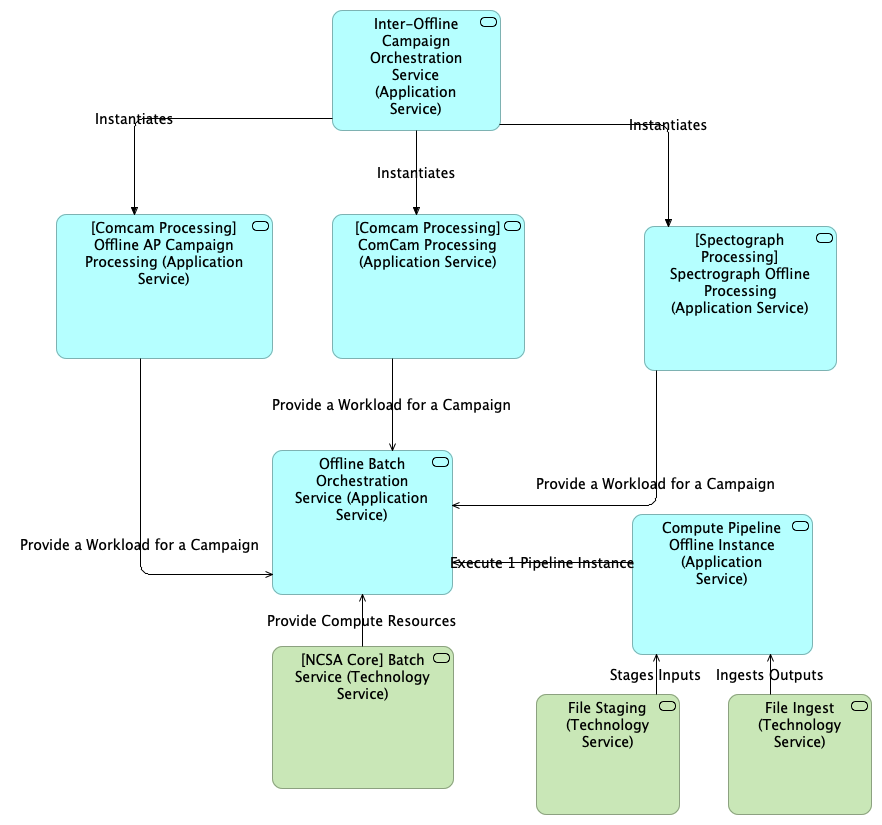 Inter-Offline
Campaign
Orchestration
Service
(Application
Service)
Instantiates
Instantiates
Instantiates
[Comcam Processing]
Offline AP Campaign
Processing (Application
Service)
[Comcam Processing]
ComCam Processing
(Application Service)
[Spectograph
Processing]
Spectrograph Offline
Processing
(Application Service)
Provide a Workload for a Campaign
Provide a Workload for a Campaign
Provide a Workload for a Campaign
Offline Batch
Orchestration
Service (Application
Service)
Compute Pipeline
Offline Instance
(Application
Service)
Execute 1 Pipeline Instance
Provide Compute Resources
[NCSA Core] Batch
Service (Technology
Service)
Stages Inputs
Ingests Outputs
File Staging
(Technology
Service)
File Ingest
(Technology
Service)